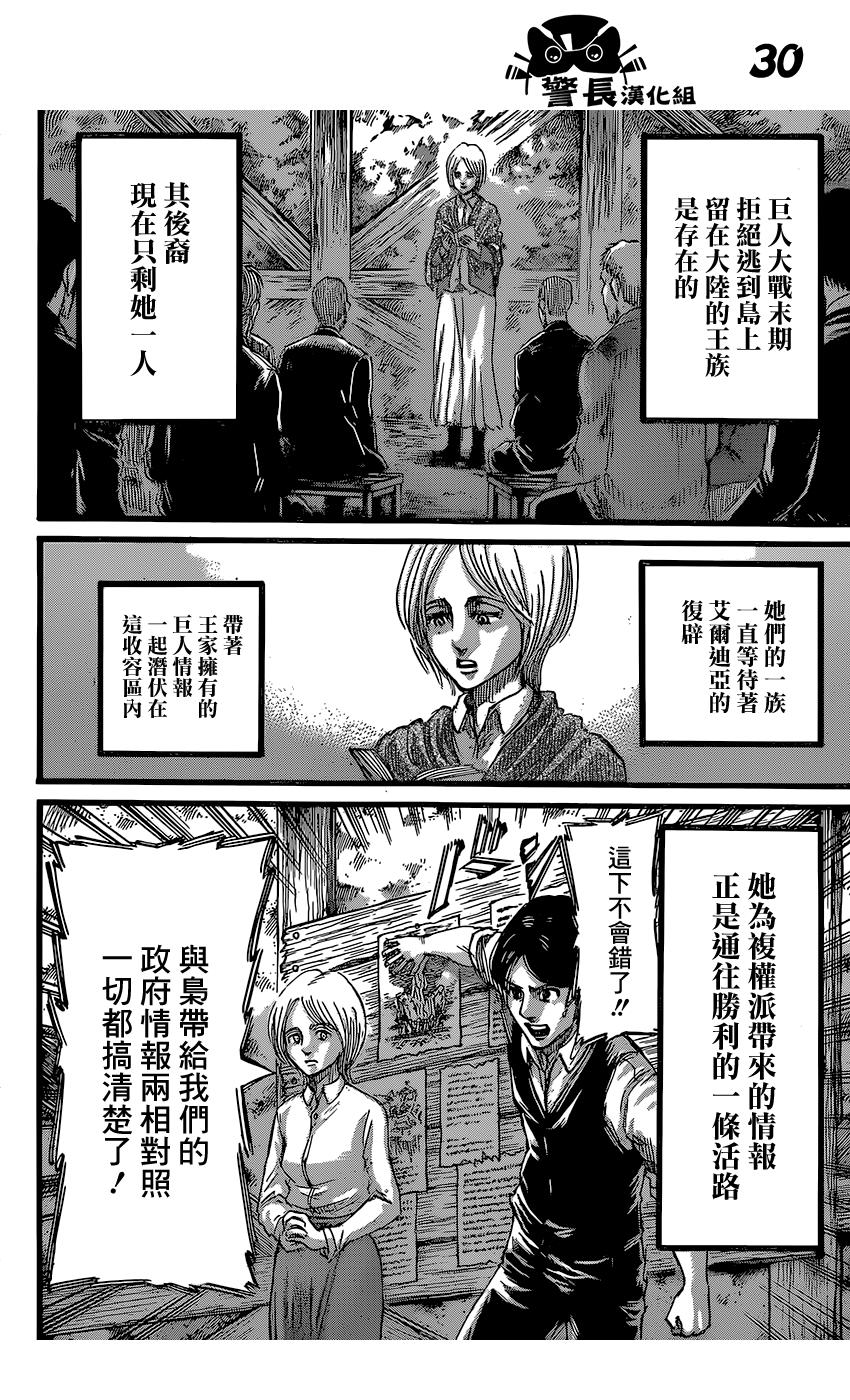 警長漢化組
30
巨人大戰末期
拒絕逃到島上
留在大陸的王族
是存在的
其後裔
現在只剩她一人
她們的一族
一直等待著
艾爾迪亞的
復辟
帶著
王家擁有的
巨人情報
一起潛伏在
這收容區內
她為複權派帶來的情報
正是通往勝利的一條活路
這下不會錯了!!
與梟帶給我們的
政府情報兩相對照
一切都搞清楚了!